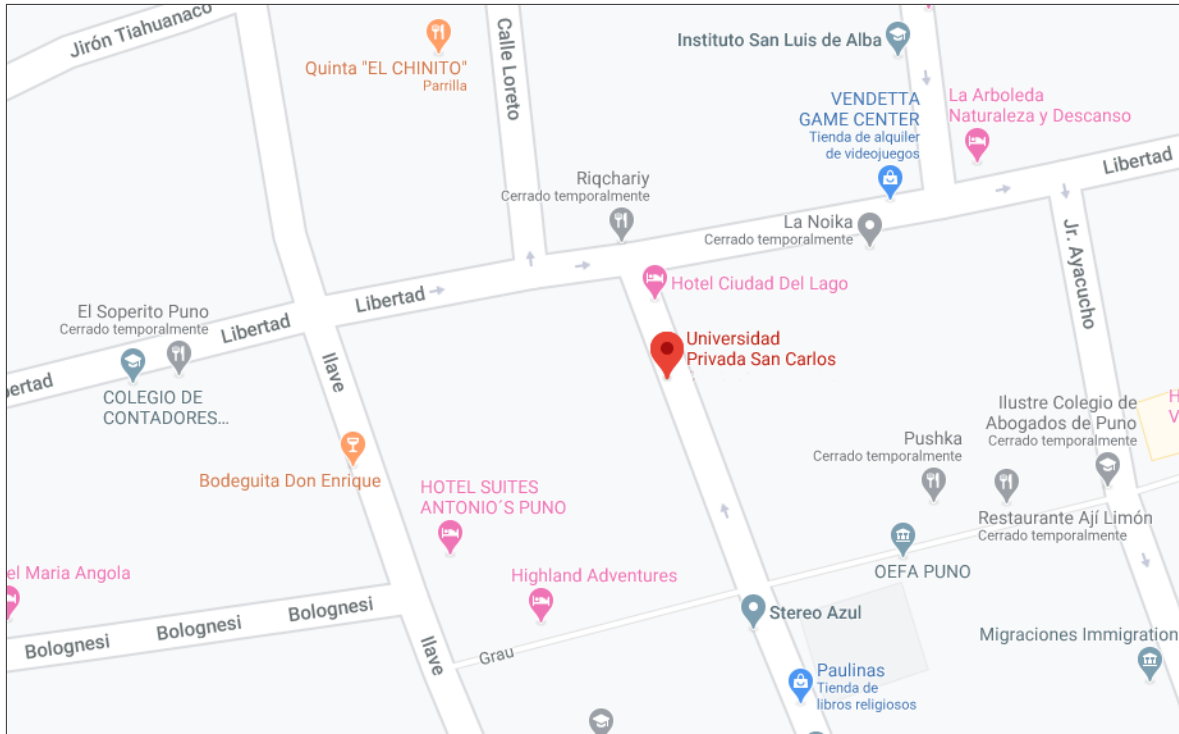 Jirón Tiahuanaco
Quinta "EL CHINITO"
Parrilla
Calle Loreto
Instituto San Luis de Alba
VENDETTA
GAME CENTER
Tienda de alquiler
de videojuegos
La Arboleda
Naturaleza y Descanso
Libertad
Riqchariy
Cerrado temporalmente
La Noika
Cerrado temporalmente
Jr. Ayacucho
Hotel Ciudad Del Lago
Libertad
El Soperito Puno
Cerrado temporalmente
Libertad
Universidad
Privada San Carlos
Ilave
COLEGIO DE
CONTADORES...
Ilustre Colegio de
Abogados de Puno
Cerrado temporalmente
Pushka
Cerrado temporalmente
Bodeguita Don Enrique
HOTEL SUITES
ANTONIO´S PUNO
Restaurante Ají Limón
Cerrado temporalmente
OEFA PUNO
el Maria Angola
Highland Adventures
Bolognesi
Bolognesi
Bolognesi
Stereo Azul
Ilave
Grau
Migraciones Immigration
Paulinas
Tienda de
libros religiosos